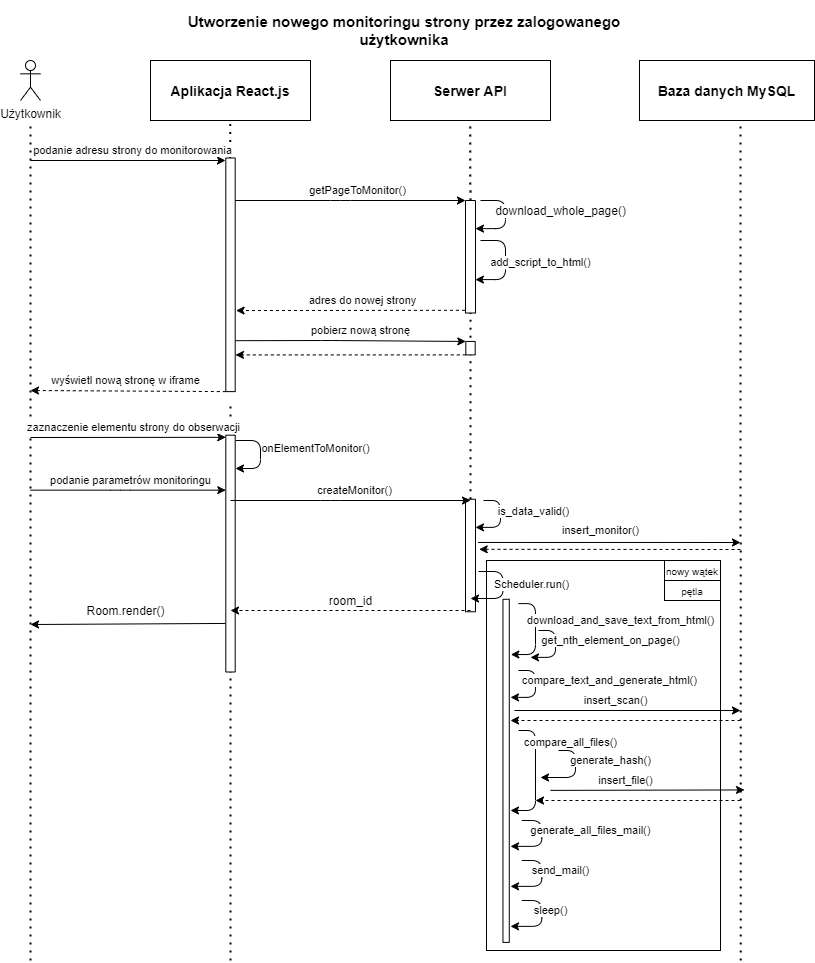 Utworzenie nowego monitoringu strony przez zalogowanego
użytkownika
Użytkownik
Aplikacja React.js
Serwer API
Baza danych MySQL
podanie adresu strony do monitorowania
getPageToMonitor()
download_whole_page()
add_script_to_html()
adres do nowej strony
pobierz nową stronę
wyświetl nową stronę w iframe
zaznaczenie elementu strony do obserwacji
onElementToMonitor()
podanie parametrów monitoringu
createMonitor()
is_data_valid()
insert_monitor()
nowy wątek
pętla
Scheduler.run()
room_id
Room.render()
download_and_save_text_from_html()
get_nth_element_on_page()
compare_text_and_generate_html()
insert_scan()
compare_all_files()
generate_hash()
insert_file()
generate_all_files_mail()
send_mail()
sleep()